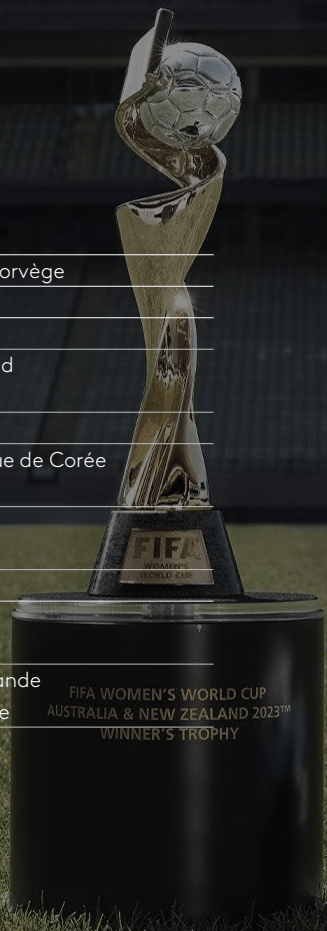 orvège
d
ue de Corée
FIFA
WOMEN'S
WORLD CUP
ande
FIFA WOMEN'S WORLD CUP
e
AUSTRALIA & NEW ZEALAND 2023™
WINNER'S TROPHY